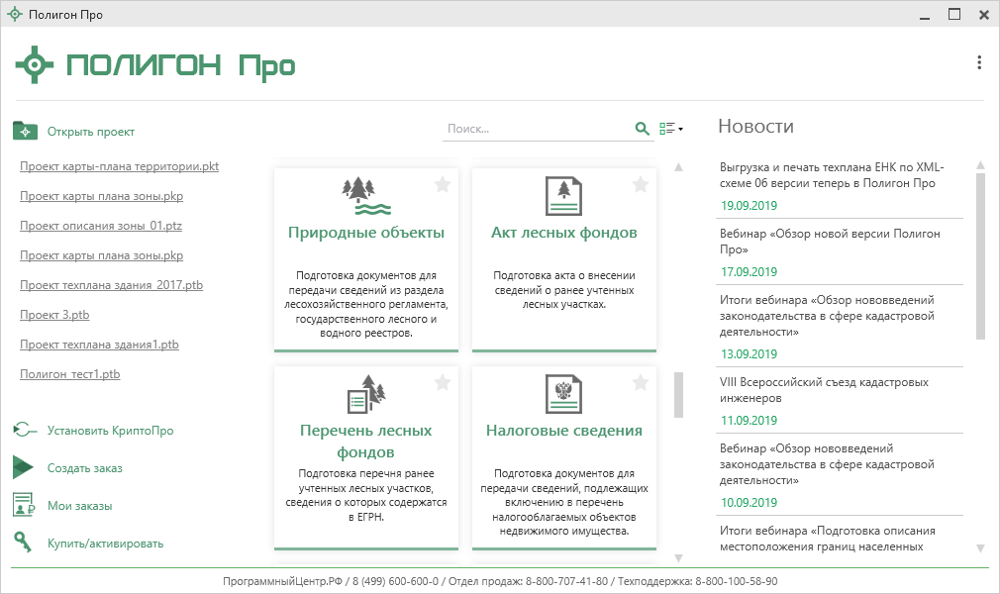 Полигон Про
ПОЛИГОН Про
Открыть проект
Проект карты-плана территории.pkt
Проект карты плана зоны.pkp
Проект описания зоны_01.ptz
Проект карты плана зоны.pkp
Проект техплана здания_2017.ptb
Проект 3.ptb
Проект техплана здания1.ptb
Полигон_тест1.ptb
Установить КриптоПро
Создать заказ
Мои заказы
Купить/активировать
Поиск...
Природные объекты
Подготовка документов для
передачи сведений из раздела
лесохозяйственного регламента,
государственного лесного и
водного реестров.
Акт лесных фондов
Подготовка акта о внесении
сведений о ранее учтенных
лесных участках.
Перечень лесных
фондов
Подготовка перечня ранее
учтенных лесных участков,
сведения о которых содержатся
в ЕГРН.
Налоговые сведения
Подготовка документов для
передачи сведений, подлежащих
включению в перечень
налогооблагаемых объектов
недвижимого имущества.
Новости
Выгрузка и печать техплана ЕНК по XML-
схеме 06 версии теперь в Полигон Про
19.09.2019
Вебинар «Обзор новой версии Полигон
Про»
17.09.2019
Итоги вебинара «Обзор нововведений
законодательства в сфере кадастровой
деятельности»
13.09.2019
VIII Всероссийский съезд кадастровых
инженеров
11.09.2019
Вебинар «Обзор нововведений
законодательства в сфере кадастровой
деятельности»
10.09.2019
Итоги вебинара «Подготовка описания
местоположения границ населенных
ПрограммныйЦентр.РФ / 8 (499) 600-600-0 / Отдел продаж: 8-800-707-41-80 / Техподдержка: 8-800-100-58-90